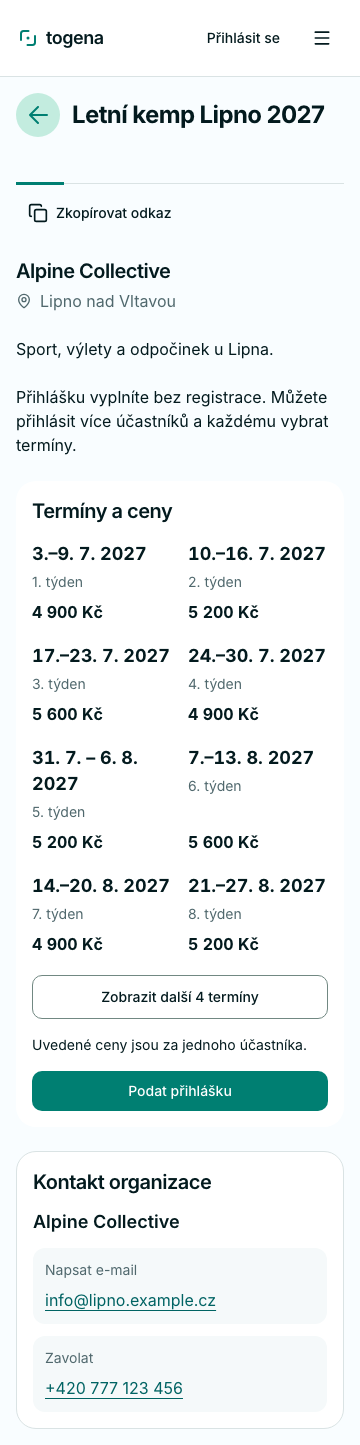 togena
Přihlásit se
Letní kemp Lipno 2027
Zkopírovat odkaz
Alpine Collective
Lipno nad Vltavou
Sport, výlety a odpočinek u Lipna.
Přihlášku vyplníte bez registrace. Můžete
přihlásit více účastníků a každému vybrat
termíny.
Termíny a ceny
3.–9. 7. 2027
1. týden
4 900 Kč
10.–16. 7. 2027
2. týden
5 200 Kč
17.–23. 7. 2027
3. týden
5 600 Kč
24.–30. 7. 2027
4. týden
4 900 Kč
31. 7. – 6. 8.
2027
5. týden
5 200 Kč
7.–13. 8. 2027
6. týden
5 600 Kč
14.–20. 8. 2027
7. týden
4 900 Kč
21.–27. 8. 2027
8. týden
5 200 Kč
Zobrazit další 4 termíny
Uvedené ceny jsou za jednoho účastníka.
Podat přihlášku
Kontakt organizace
Alpine Collective
Napsat e-mail
info@lipno.example.cz
Zavolat
+420 777 123 456